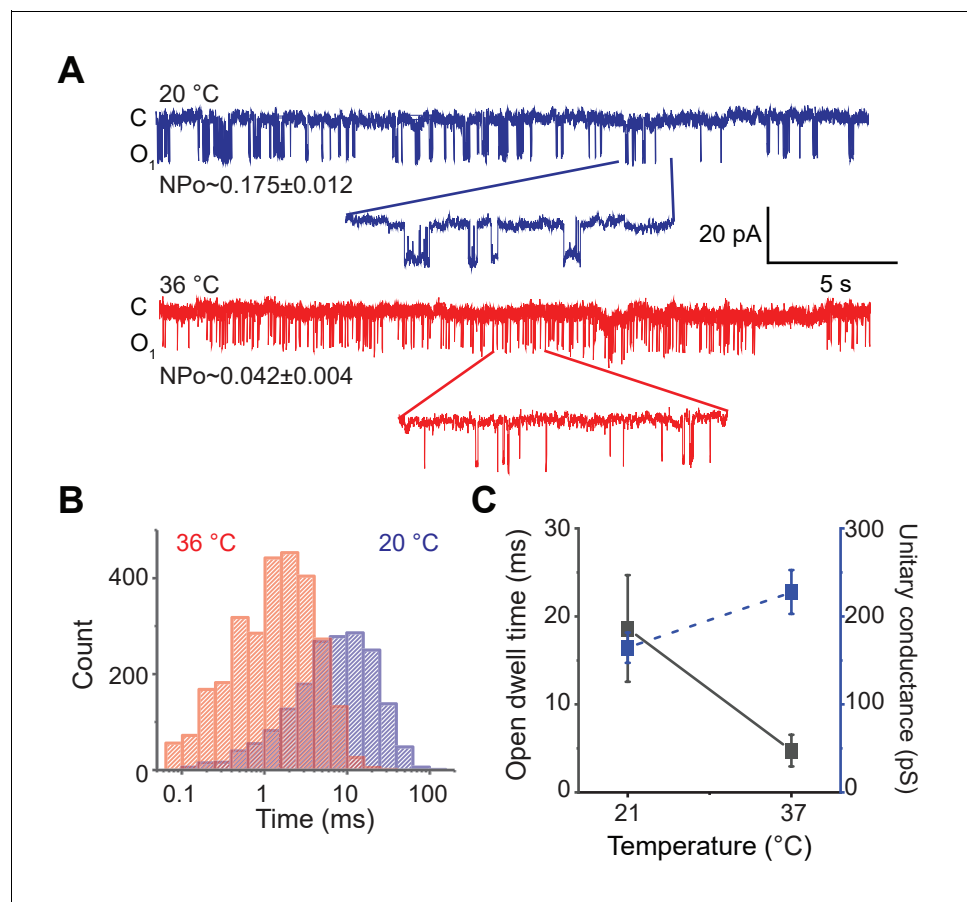 A
20 °C
C
O1
NPo~0.175±0.012
20 pA
5 s
36 °C
C
O1
NPo~0.042±0.004
B
36 °C
20 °C
400
200
0
Count
0.1
1
10
100
Time (ms)
C
30
20
10
0
Open dwell time (ms)
300
200
100
0
Unitary conductance (pS)
21
37
Temperature (°C)